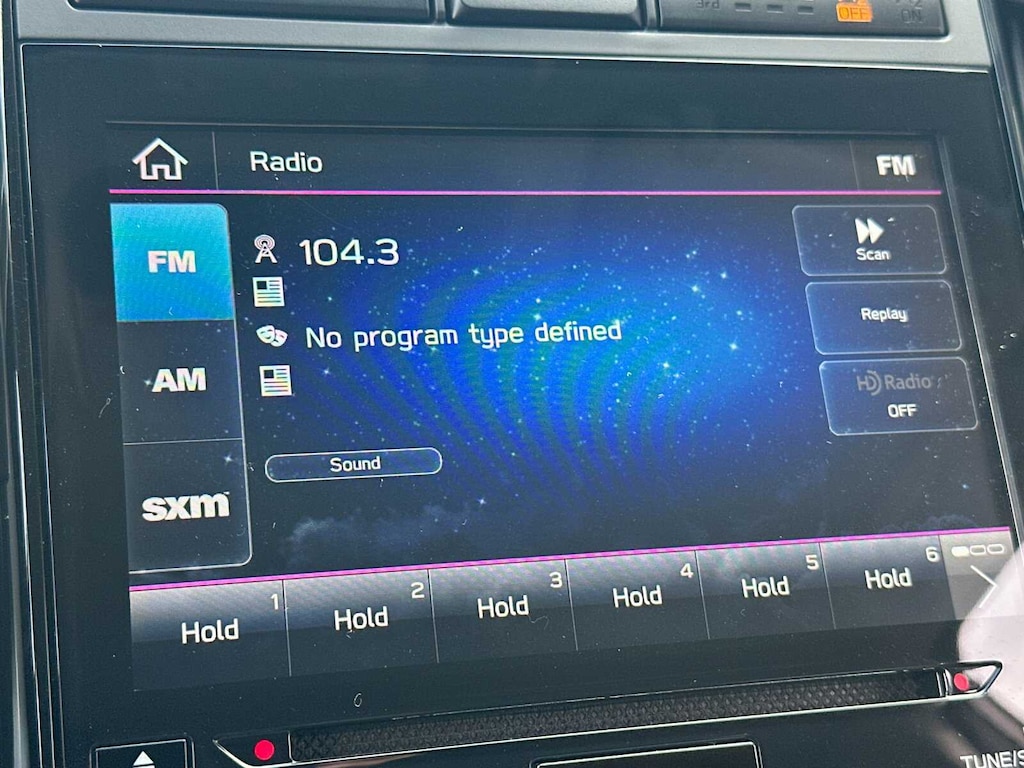 3rd
OFF
ON
Radio
FM
FM
104.3
Scan
No program type defined
Replay
AM
HD Radio
OFF
Sound
sxm
1
2
3
4
5
6
Hold
Hold
Hold
Hold
Hold
Hold